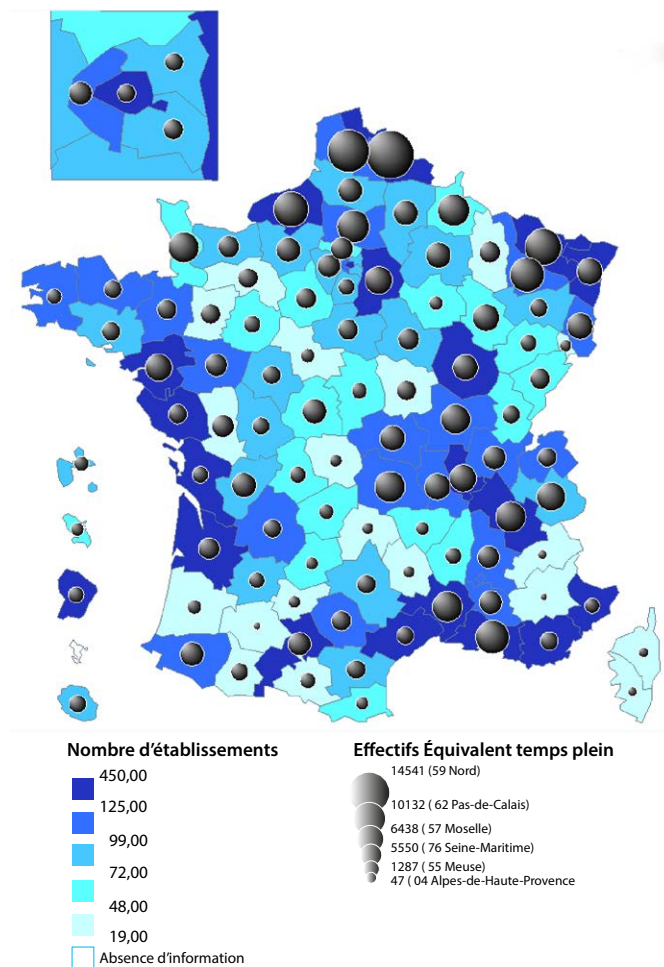 Nombre d'établissements
450,00
125,00
99,00
72,00
48,00
19,00
Absence d'information
Effectifs Équivalent temps plein
14541 (59 Nord)
10132 ( 62 Pas-de-Calais)
6438 ( 57 Moselle)
5550 ( 76 Seine-Maritime)
1287 ( 55 Meuse)
47 ( 04 Alpes-de-Haute-Provence